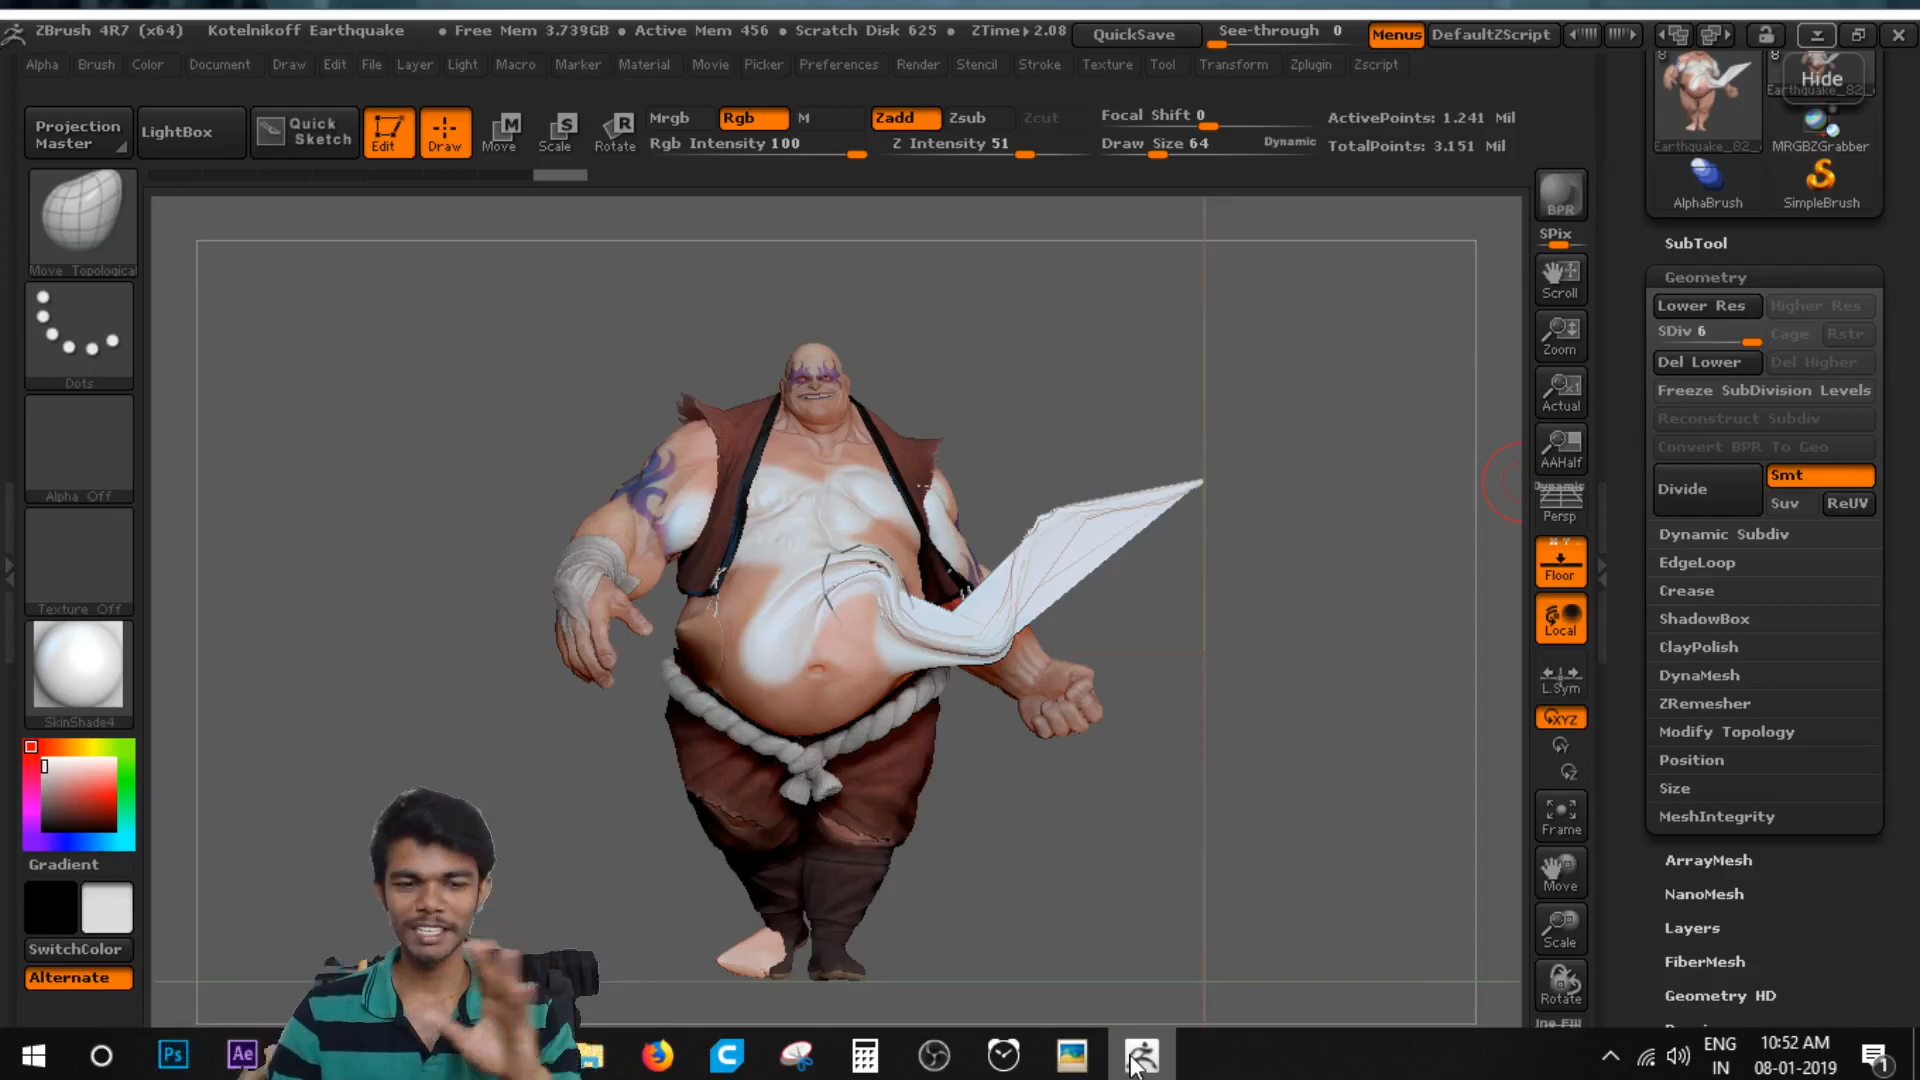 ZBrush 4R7 (x64) Kotelnikoff Earthquake • Free Mem 3.739GB • Active Mem 456 • Scratch Disk 625 • ZTime▸2.08 QuickSave See-through 0 Menus DefaultZScript
Alpha Brush Color Document Draw Edit File Layer Light Macro Marker Material Movie Picker Preferences Render Stencil Stroke Texture Tool Transform Zplugin Zscript
Hide
Projection Master
LightBox
Quick Sketch
Edit
Draw
Move
Scale
Rotate
Mrgb Rgb M
Rgb Intensity 100
Zadd Zsub Zcut
Z Intensity 51
Focal Shift 0
Draw Size 64 Dynamic
ActivePoints: 1.241 Mil
TotalPoints: 3.151 Mil
Move Topological
Dots
Alpha Off
Texture Off
SkinShade4
Gradient
SwitchColor
Alternate
BPR
SPix
Scroll
Zoom
Actual
AAHalf
Dynamic
Persp
Floor
Local
L.Sym
XYZ
Frame
Move
Scale
Rotate
8
Earthquake_82_
Earthquake_82_
MRGBZGrabber
AlphaBrush
SimpleBrush
SubTool
Geometry
Lower Res Higher Res
SDiv 6 Cage Rstr
Del Lower Del Higher
Freeze SubDivision Levels
Reconstruct Subdiv
Convert BPR To Geo
Divide
Smt
Suv ReUV
Dynamic Subdiv
EdgeLoop
Crease
ShadowBox
ClayPolish
DynaMesh
ZRemesher
Modify Topology
Position
Size
MeshIntegrity
ArrayMesh
NanoMesh
Layers
FiberMesh
Geometry HD
Ps
Ae
ENG
IN
10:52 AM
08-01-2019
1